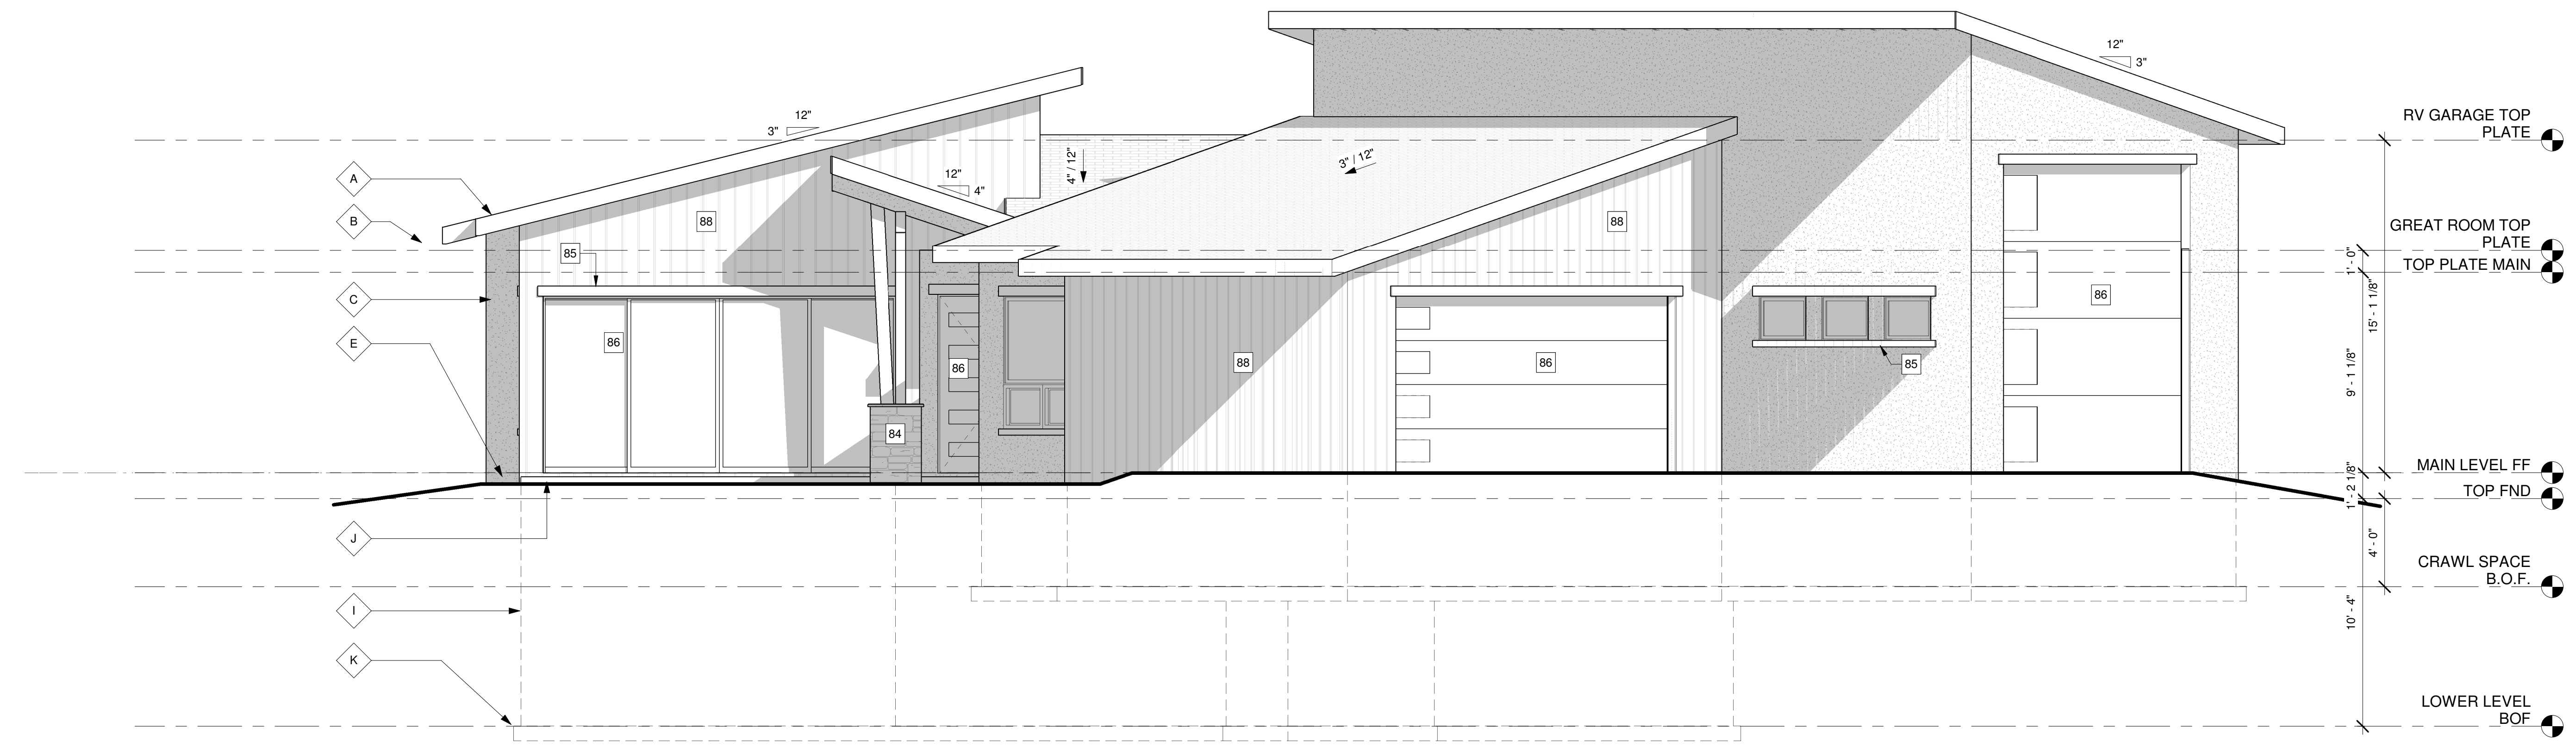 12"
3"
RV GARAGE TOP
PLATE
12"
3"
4" / 12"
3" / 12"
A
12"
4"
B
88
88
GREAT ROOM TOP
PLATE
85
1' - 0"
TOP PLATE MAIN
C
86
15' - 1 1/8"
E
86
86
88
86
85
9' - 1 1/8"
84
MAIN LEVEL FF
1' - 2 1/8"
TOP FND
J
4' - 0"
CRAWL SPACE
B.O.F.
I
10' - 4"
K
LOWER LEVEL
BOF